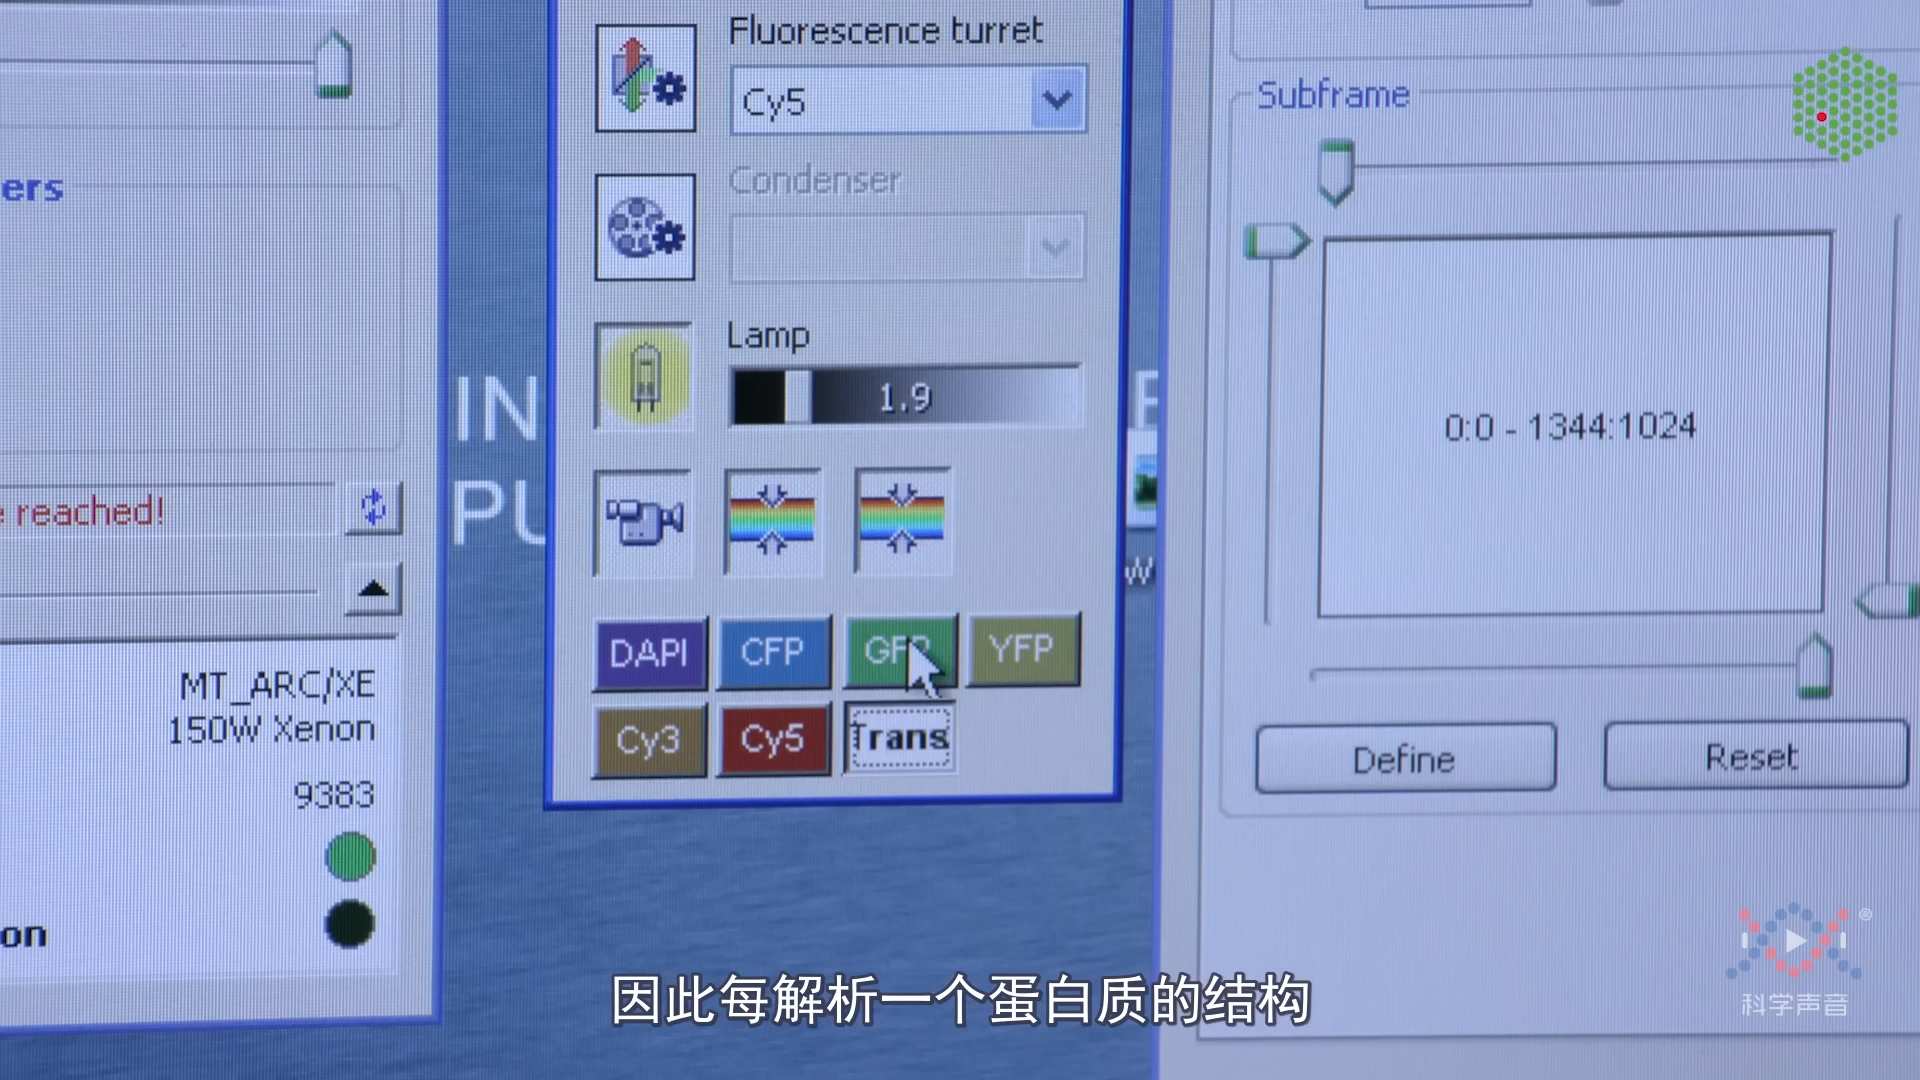 Fluorescence turret
Cy5
Condenser
Lamp
1.9
DAPI
CFP
GFP
YFP
Cy3
Cy5
Trans
ers
reached!
MT_ARC/XE
150W Xenon
9383
on
IN
PU
W
Subframe
0:0 - 1344:1024
Define
Reset
因此每解析一个蛋白质的结构
®
科学声音